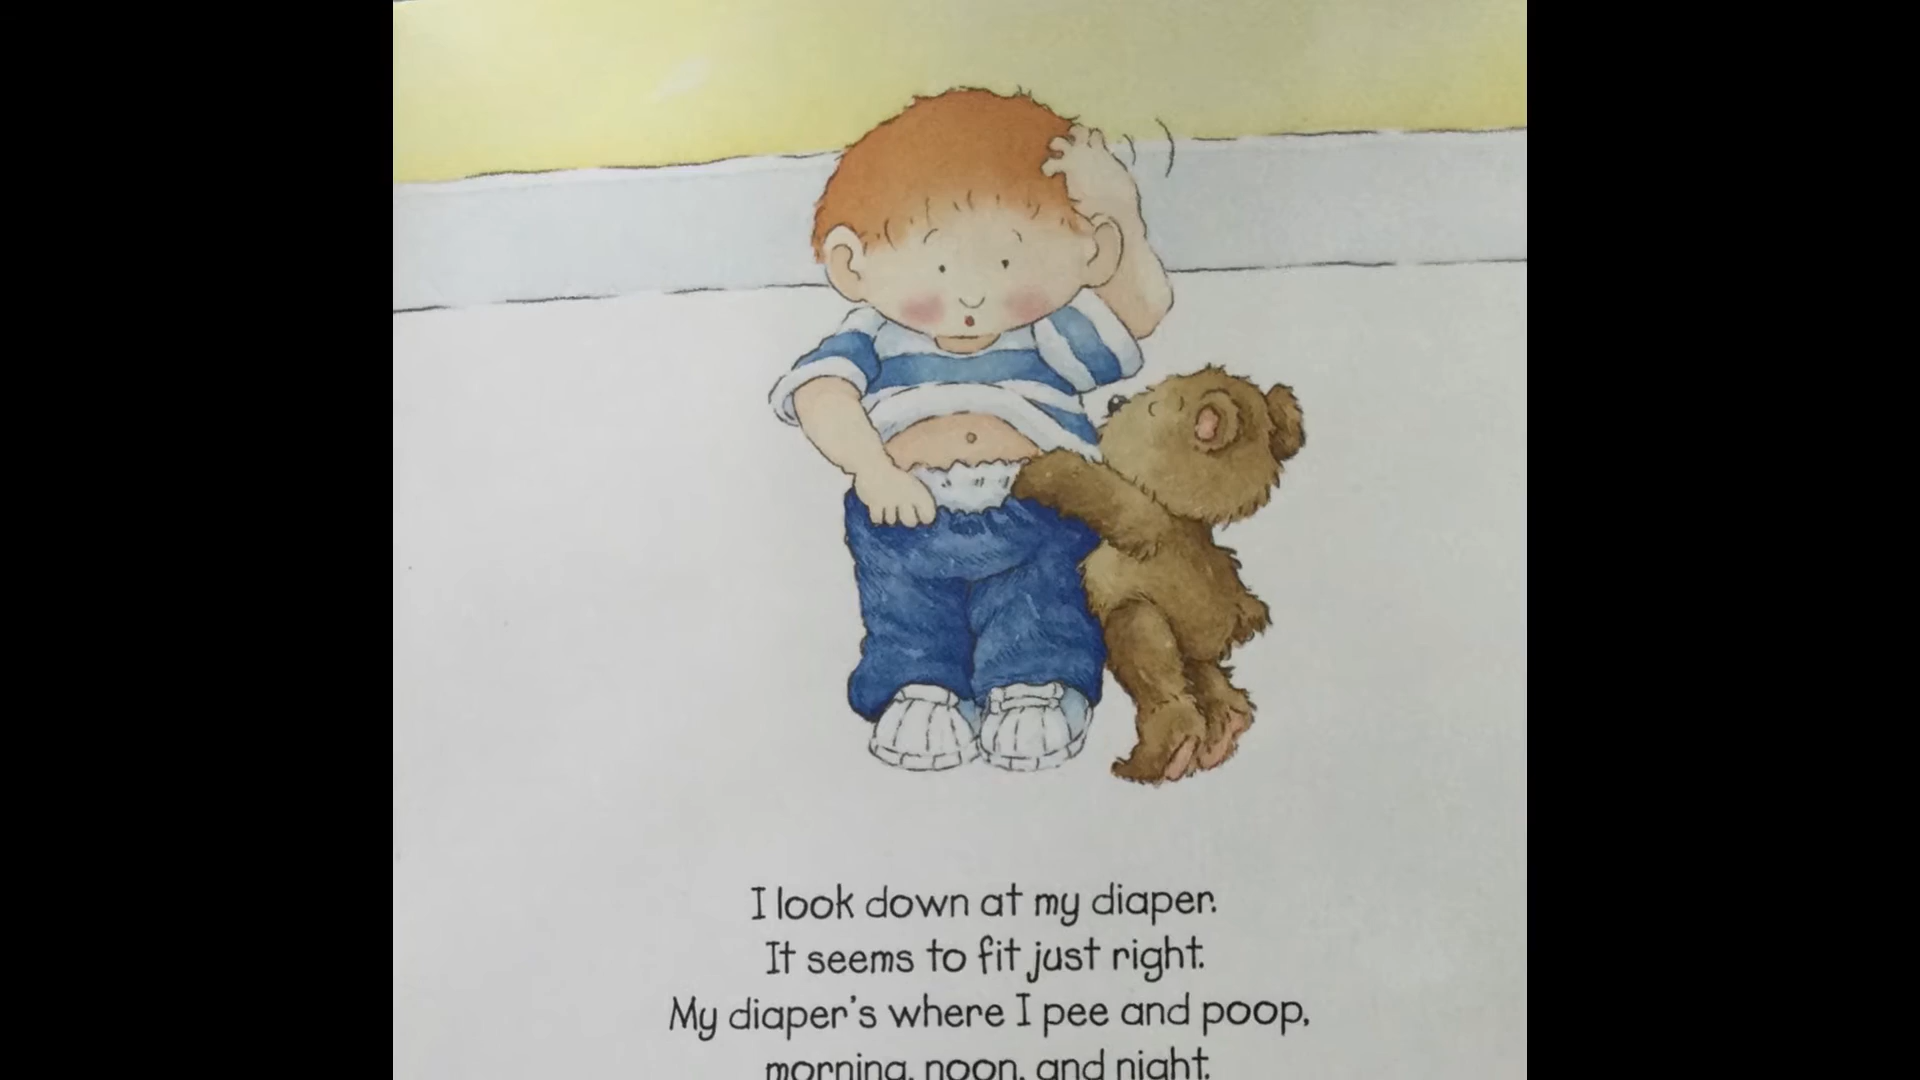 I look down at my diaper.
It seems to fit just right.
My diaper's where I pee and poop,
morning, noon, and night.